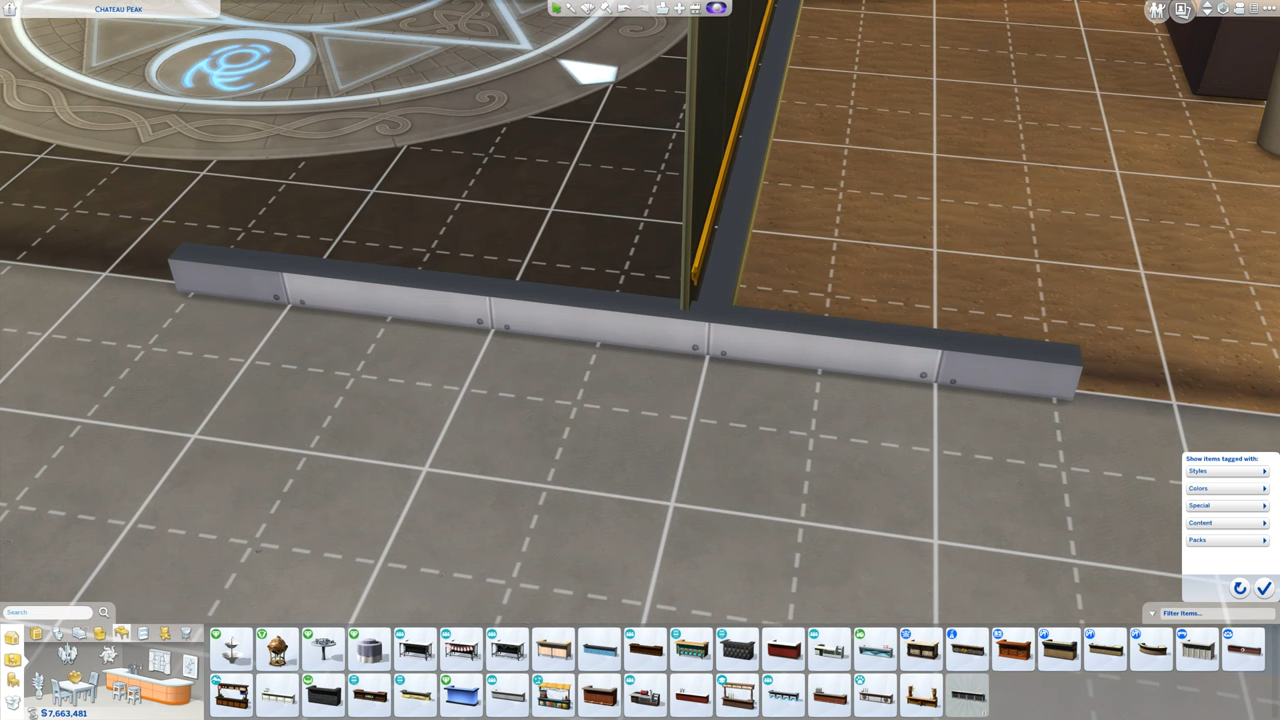 CHATEAU PEAK
Show items tagged with:
Styles
Colors
Special
Content
Packs
Filter Items...
Search
$7,663,481